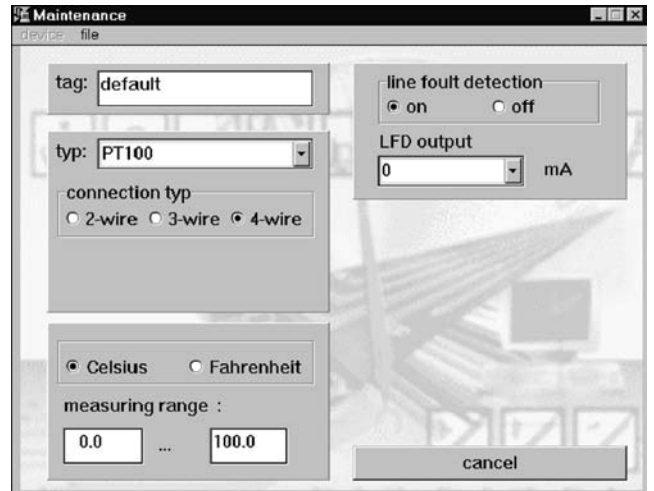 Maintenance
device file
tag: default
typ: PT100
connection typ
2-wire 3-wire 4-wire
Celsius Fahrenheit
measuring range :
0.0 ... 100.0
line foult detection
on off
LFD output
0 mA
cancel